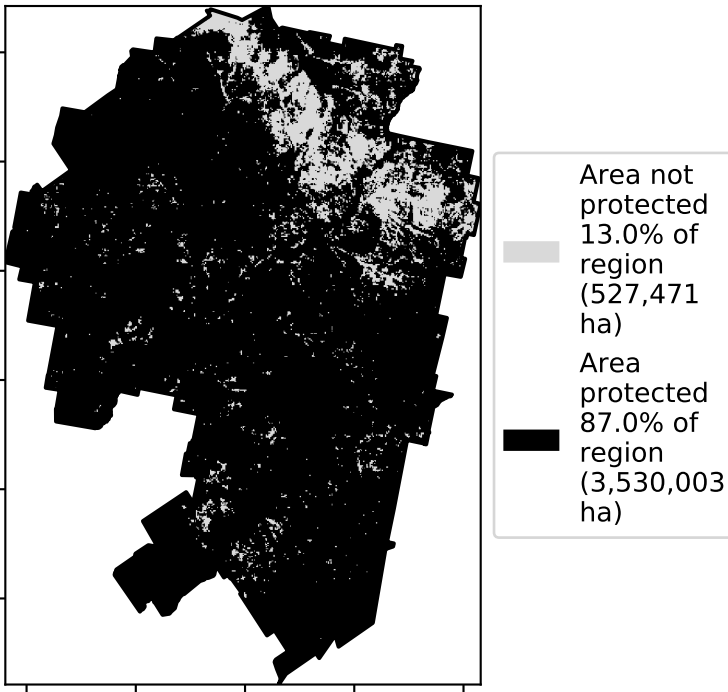 Area not
protected
13.0% of
region
(527,471
ha)
Area
protected
87.0% of
region
(3,530,003
ha)